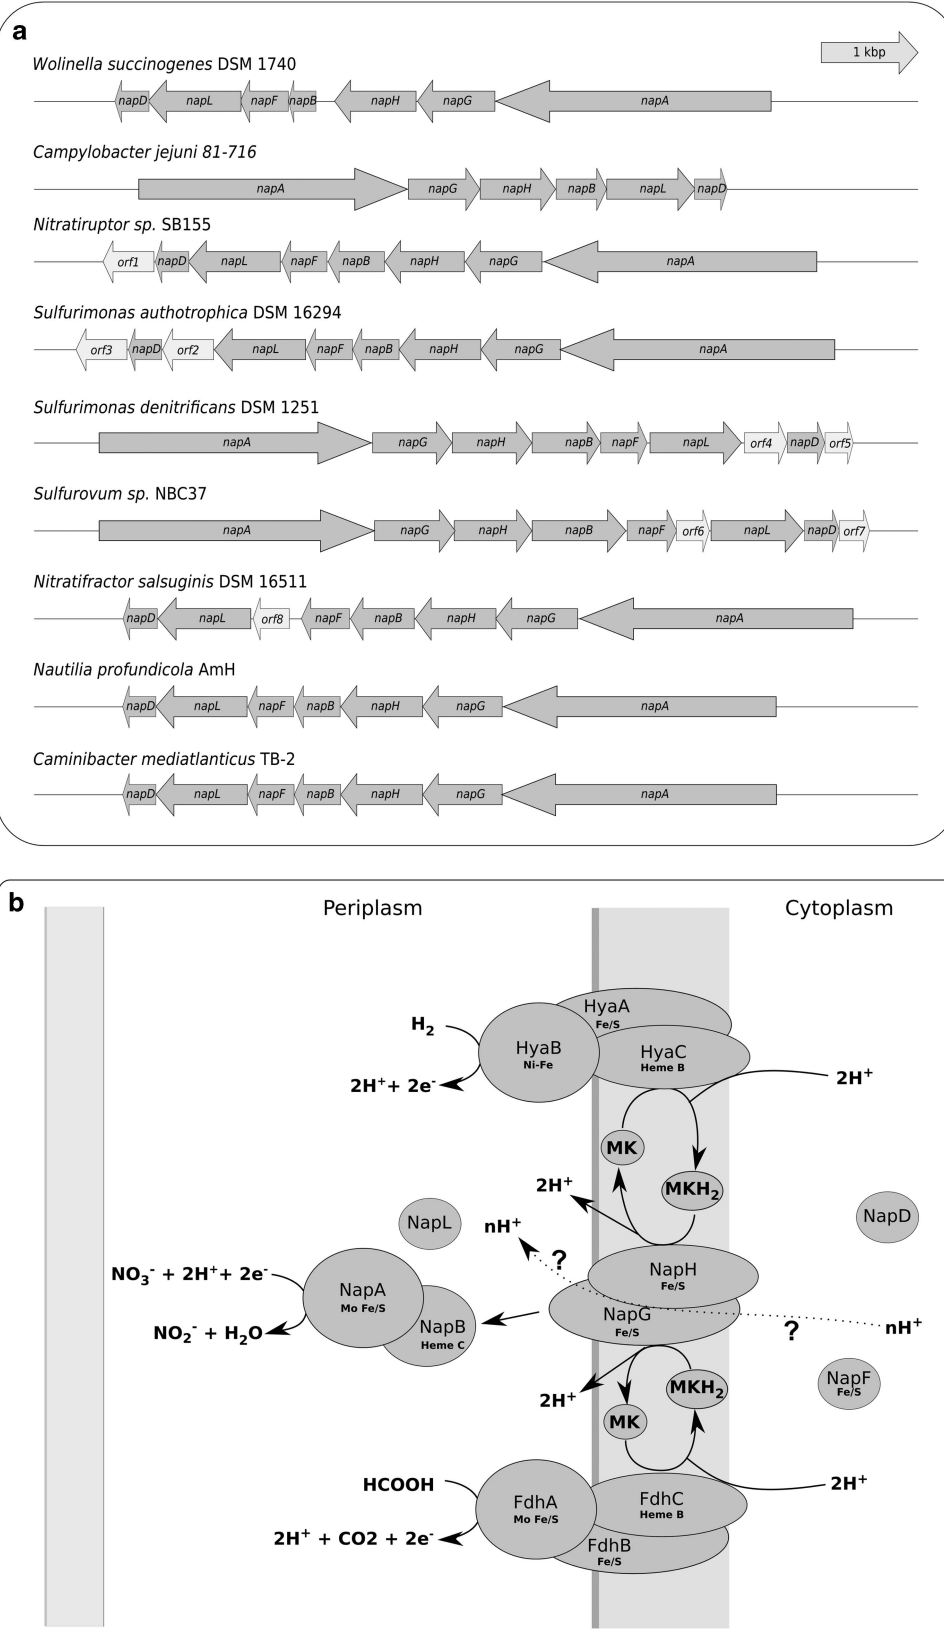 a
1 kbp
Wolinella succinogenes DSM 1740
napD napL napF napB napH napG napA
Campylobacter jejuni 81-716
napA napG napH napB napL napD
Nitratiruptor sp. SB155
orf1 napD napL napF napB napH napG napA
Sulfurimonas authotrophica DSM 16294
orf3 napD orf2 napL napF napB napH napG napA
Sulfurimonas denitrificans DSM 1251
napA napG napH napB napF napL orf4 napD orf5
Sulfurovum sp. NBC37
napA napG napH napB napF orf6 napL napD orf7
Nitratifractor salsuginis DSM 16511
napD napL orf8 napF napB napH napG napA
Nautilia profundicola AmH
napD napL napF napB napH napG napA
Caminibacter mediatlanticus TB-2
napD napL napF napB napH napG napA
b
Periplasm Cytoplasm
HyaA
Fe/S
H2
HyaB
Ni-Fe
HyaC
Heme B
2H+ + 2e-
2H+
MK
MKH2
2H+
NapL
nH+
NapD
?
NapH
Fe/S
NO3- + 2H+ + 2e-
NapA
Mo Fe/S
NapG
Fe/S
NapB
Heme C
NO2- + H2O
?
nH+
NapF
Fe/S
MKH2
2H+
MK
HCOOH
2H+
FdhA
Mo Fe/S
FdhC
Heme B
2H+ + CO2 + 2e-
FdhB
Fe/S